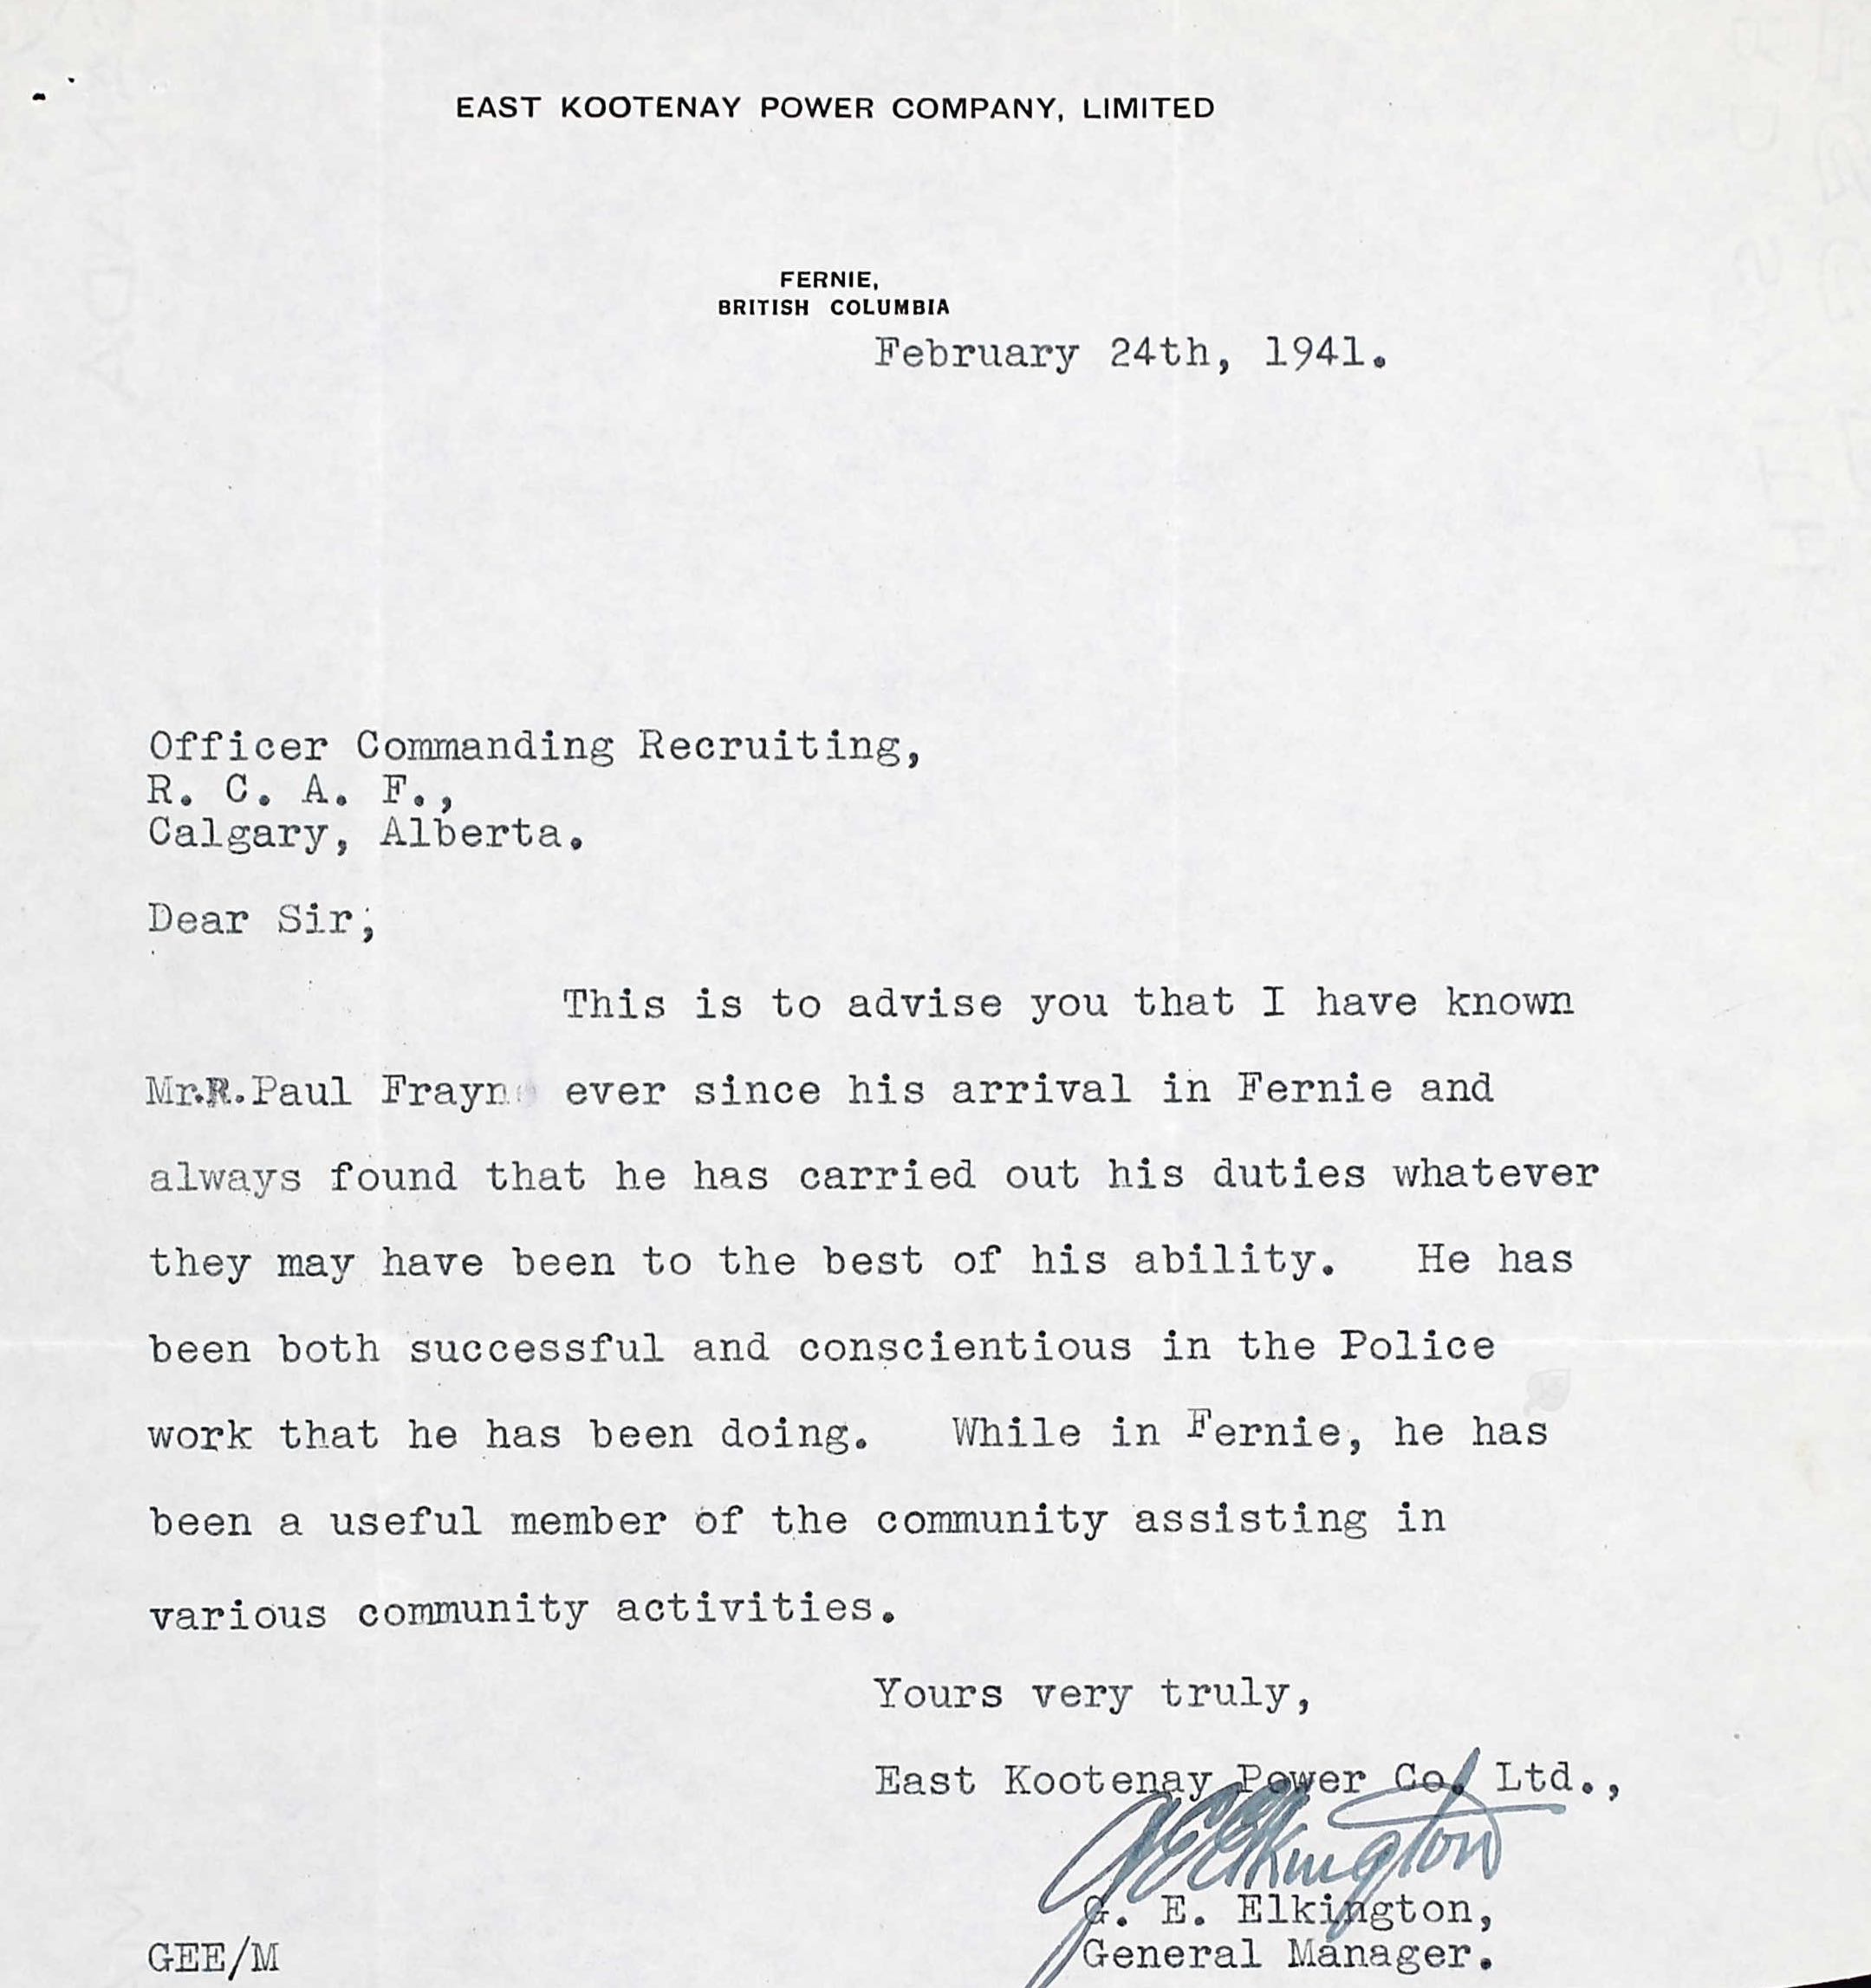 EAST KOOTENAY POWER COMPANY, LIMITED
FERNIE,
BRITISH COLUMBIA
February 24th, 1941.
Officer Commanding Recruiting,
R. C. A. F.,
Calgary, Alberta.
Dear Sir;
This is to advise you that I have known
Mr.R.Paul Frayn ever since his arrival in Fernie and
always found that he has carried out his duties whatever
they may have been to the best of his ability. He has
been both successful and conscientious in the Police
work that he has been doing. While in Fernie, he has
been a useful member of the community assisting in
various community activities.
Yours very truly,
East Kootenay Power Co. Ltd.,
G E Elkington
G. E. Elkington,
GEE/M General Manager.